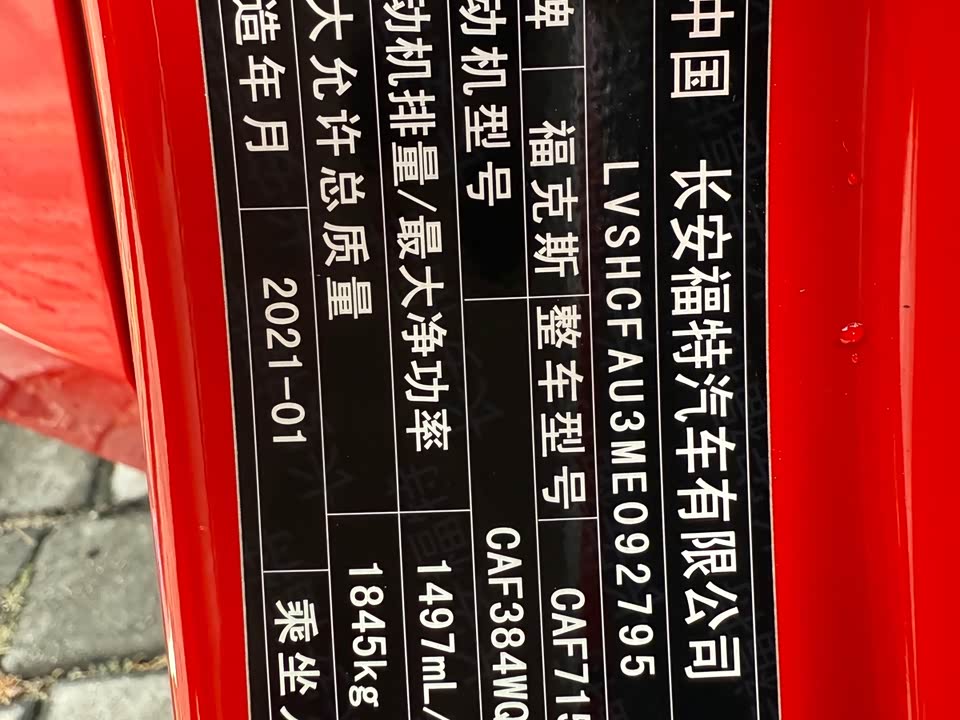 中国 长安福特汽车有限公司
LVSHCFAU3ME092795
牌 福克斯 整车型号 CAF715
动机型号 CAF384WQ
动机排量/最大净功率 1497mL/
大允许总质量 1845kg
造年月 2021-01 乘坐人